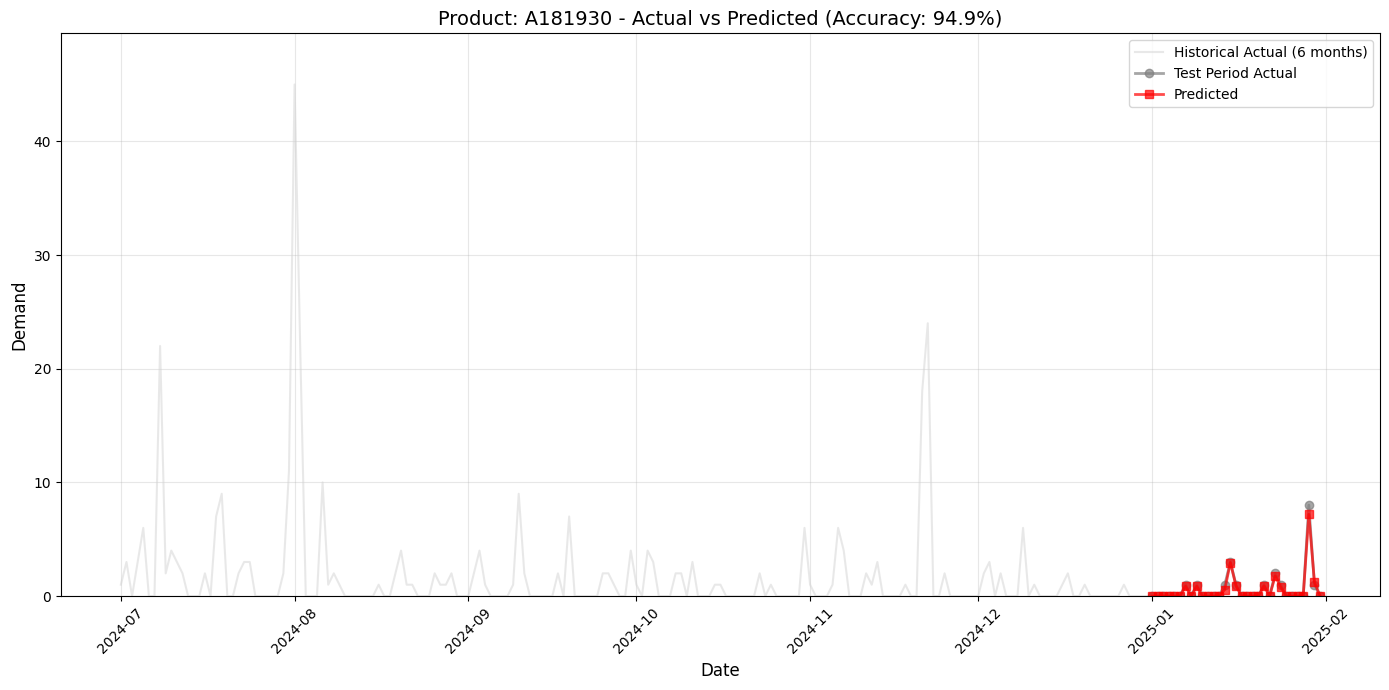 Product: A181930 - Actual vs Predicted (Accuracy: 94.9%)
Historical Actual (6 months)
Test Period Actual
Predicted
Demand
40
30
20
10
0
2024-07
2024-08
2024-09
2024-10
2024-11
2024-12
2025-01
2025-02
Date